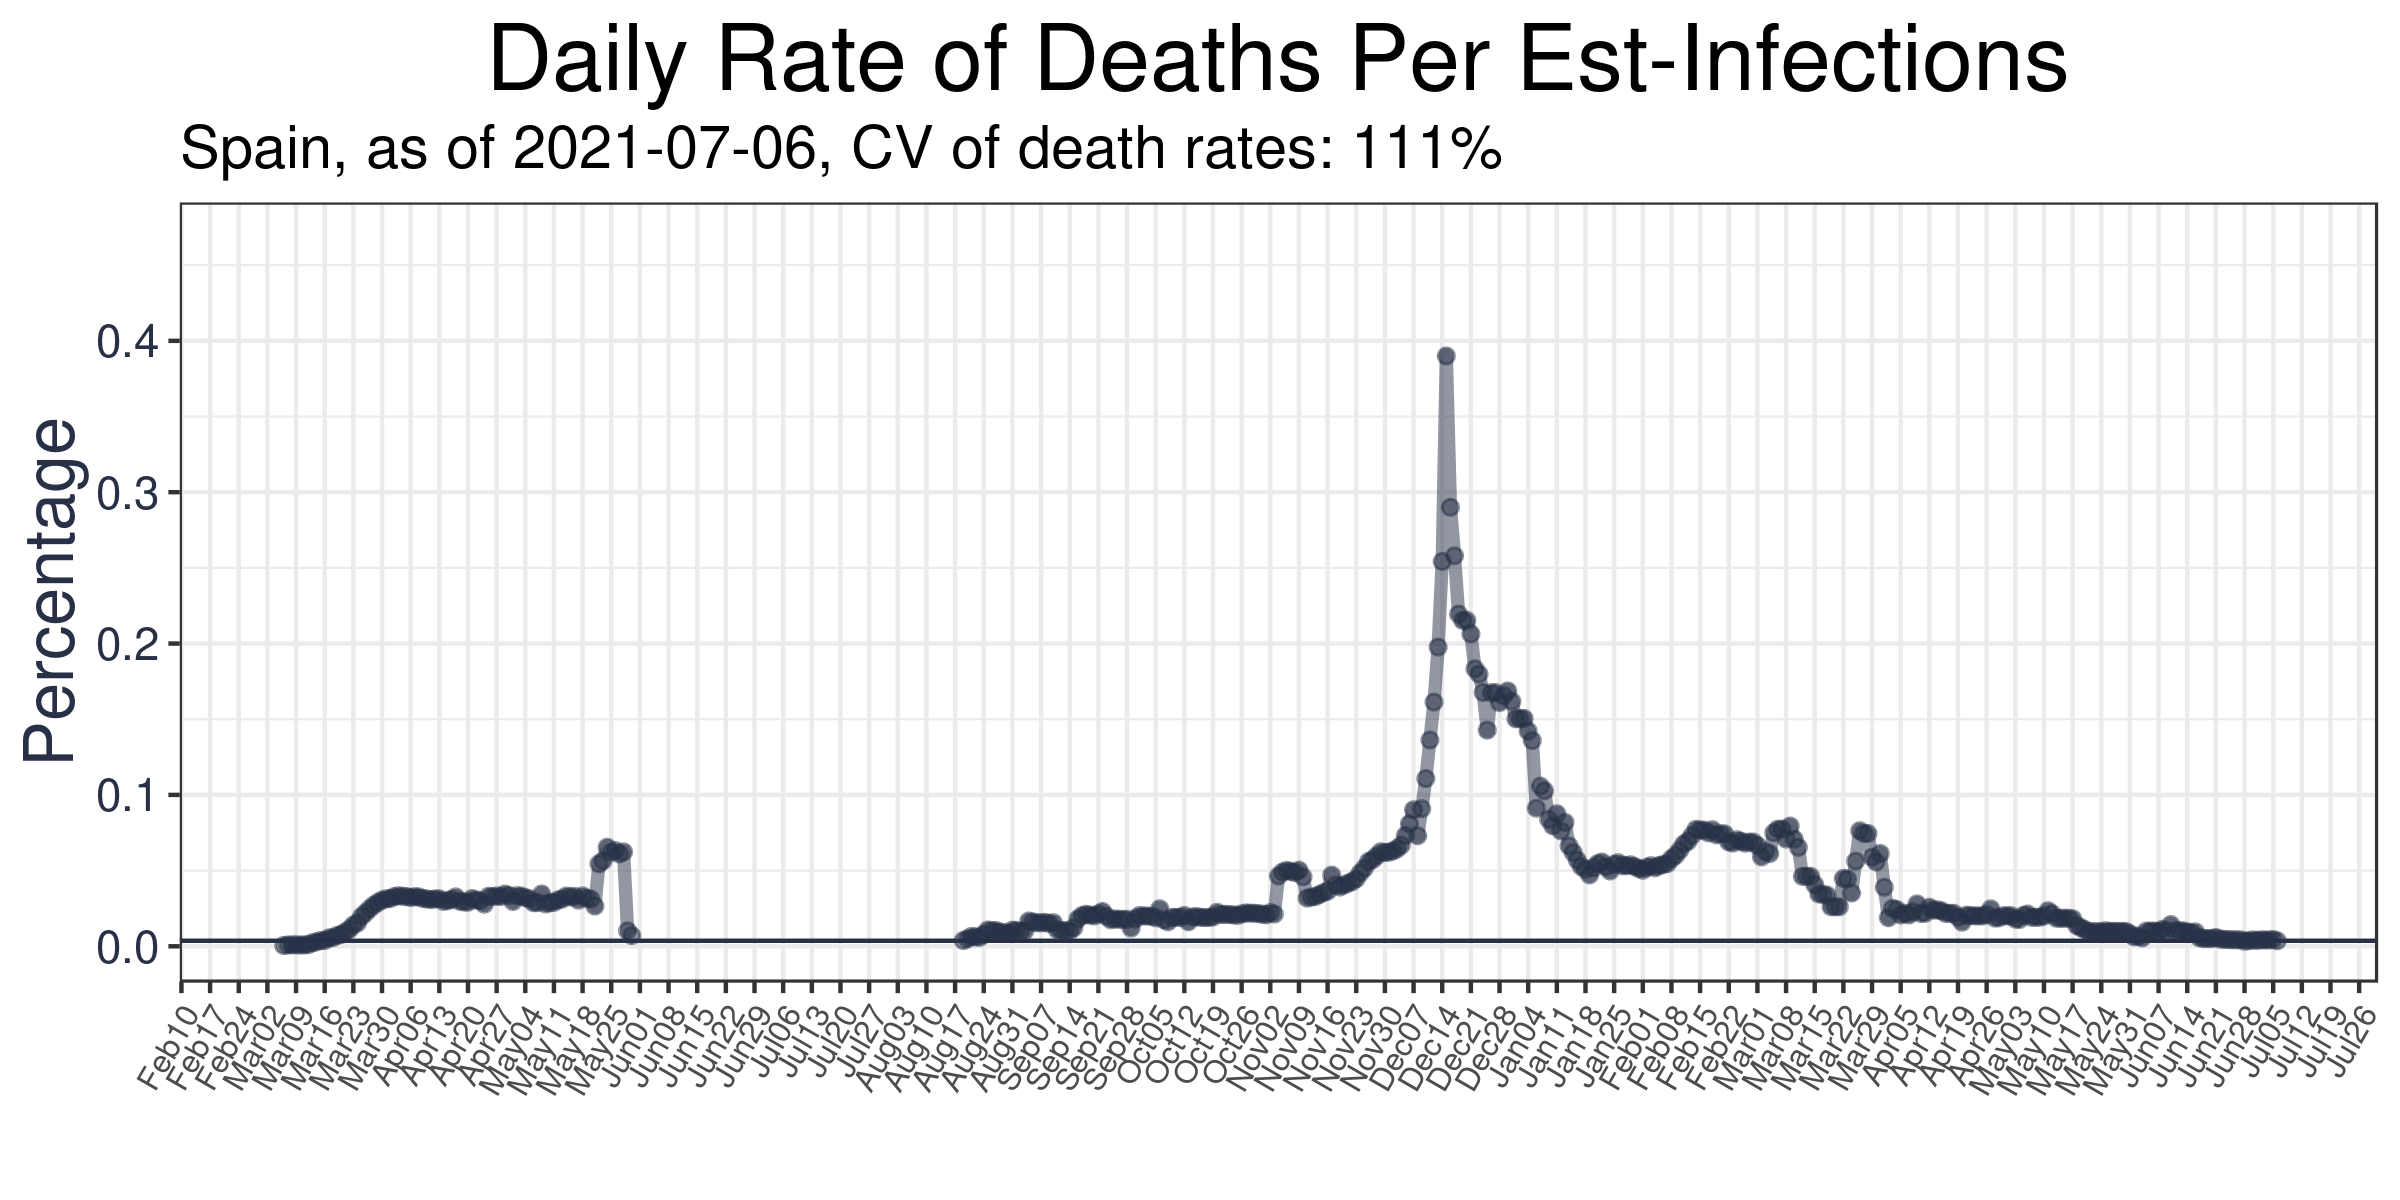 Daily Rate of Deaths Per Est-Infections
Spain, as of 2021-07-06, CV of death rates: 111%
Percentage
0.4
0.3
0.2
0.1
0.0
Feb10
Feb17
Feb24
Mar02
Mar09
Mar16
Mar23
Mar30
Apr06
Apr13
Apr20
Apr27
May04
May11
May18
May25
Jun01
Jun08
Jun15
Jun22
Jun29
Jul06
Jul13
Jul20
Jul27
Aug03
Aug10
Aug17
Aug24
Aug31
Sep07
Sep14
Sep21
Sep28
Oct05
Oct12
Oct19
Oct26
Nov02
Nov09
Nov16
Nov23
Nov30
Dec07
Dec14
Dec21
Dec28
Jan04
Jan11
Jan18
Jan25
Feb01
Feb08
Feb15
Feb22
Mar01
Mar08
Mar15
Mar22
Mar29
Apr05
Apr12
Apr19
Apr26
May03
May10
May17
May24
May31
Jun07
Jun14
Jun21
Jun28
Jul05
Jul12
Jul19
Jul26